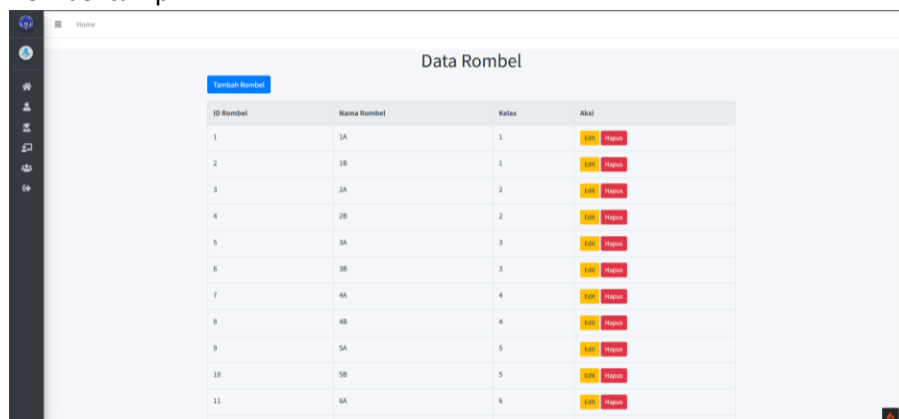 Home
Data Rombel
Tambah Rombel
ID Rombel Nama Rombel Kelas Aksi
1 1A 1 Edit Hapus
2 1B 1 Edit Hapus
3 2A 2 Edit Hapus
4 2B 2 Edit Hapus
5 3A 3 Edit Hapus
6 3B 3 Edit Hapus
7 4A 4 Edit Hapus
8 4B 4 Edit Hapus
9 5A 5 Edit Hapus
10 5B 5 Edit Hapus
11 6A 6 Edit Hapus